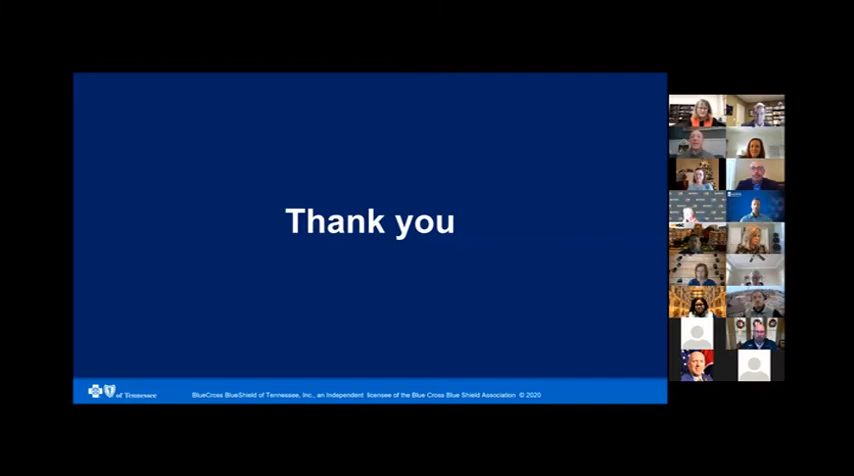 Thank you
of Tennessee
BlueCross BlueShield of Tennessee, Inc., an Independent licensee of the Blue Cross Blue Shield Association © 2020